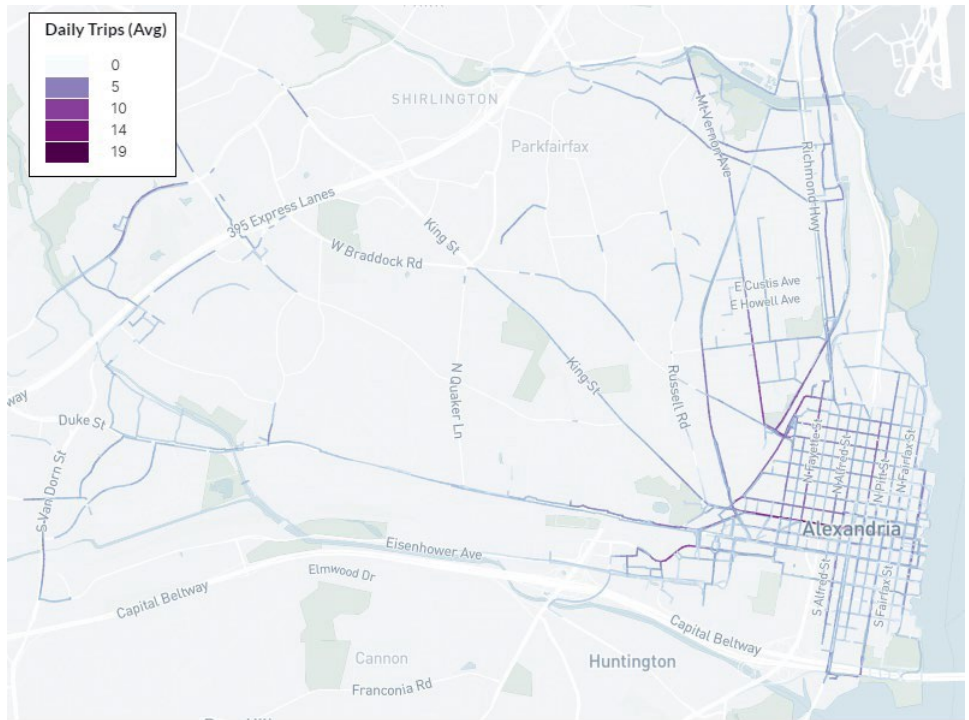 Daily Trips (Avg)
0
5
10
14
19
SHIRLINGTON
Parkfairfax
Mt Vernon Ave
Richmond Hwy
395 Express Lanes
King St
W Braddock Rd
E Custis Ave
E Howell Ave
N Quaker Ln
King St
Russell Rd
way
Duke St
S Van Dorn St
N Fayette St
N Alfred St
N Pitt St
N Fairfax St
Alexandria
Eisenhower Ave
Elmwood Dr
Capital Beltway
S Alfred St
S Fairfax St
Capital Beltway
Cannon
Huntington
Franconia Rd